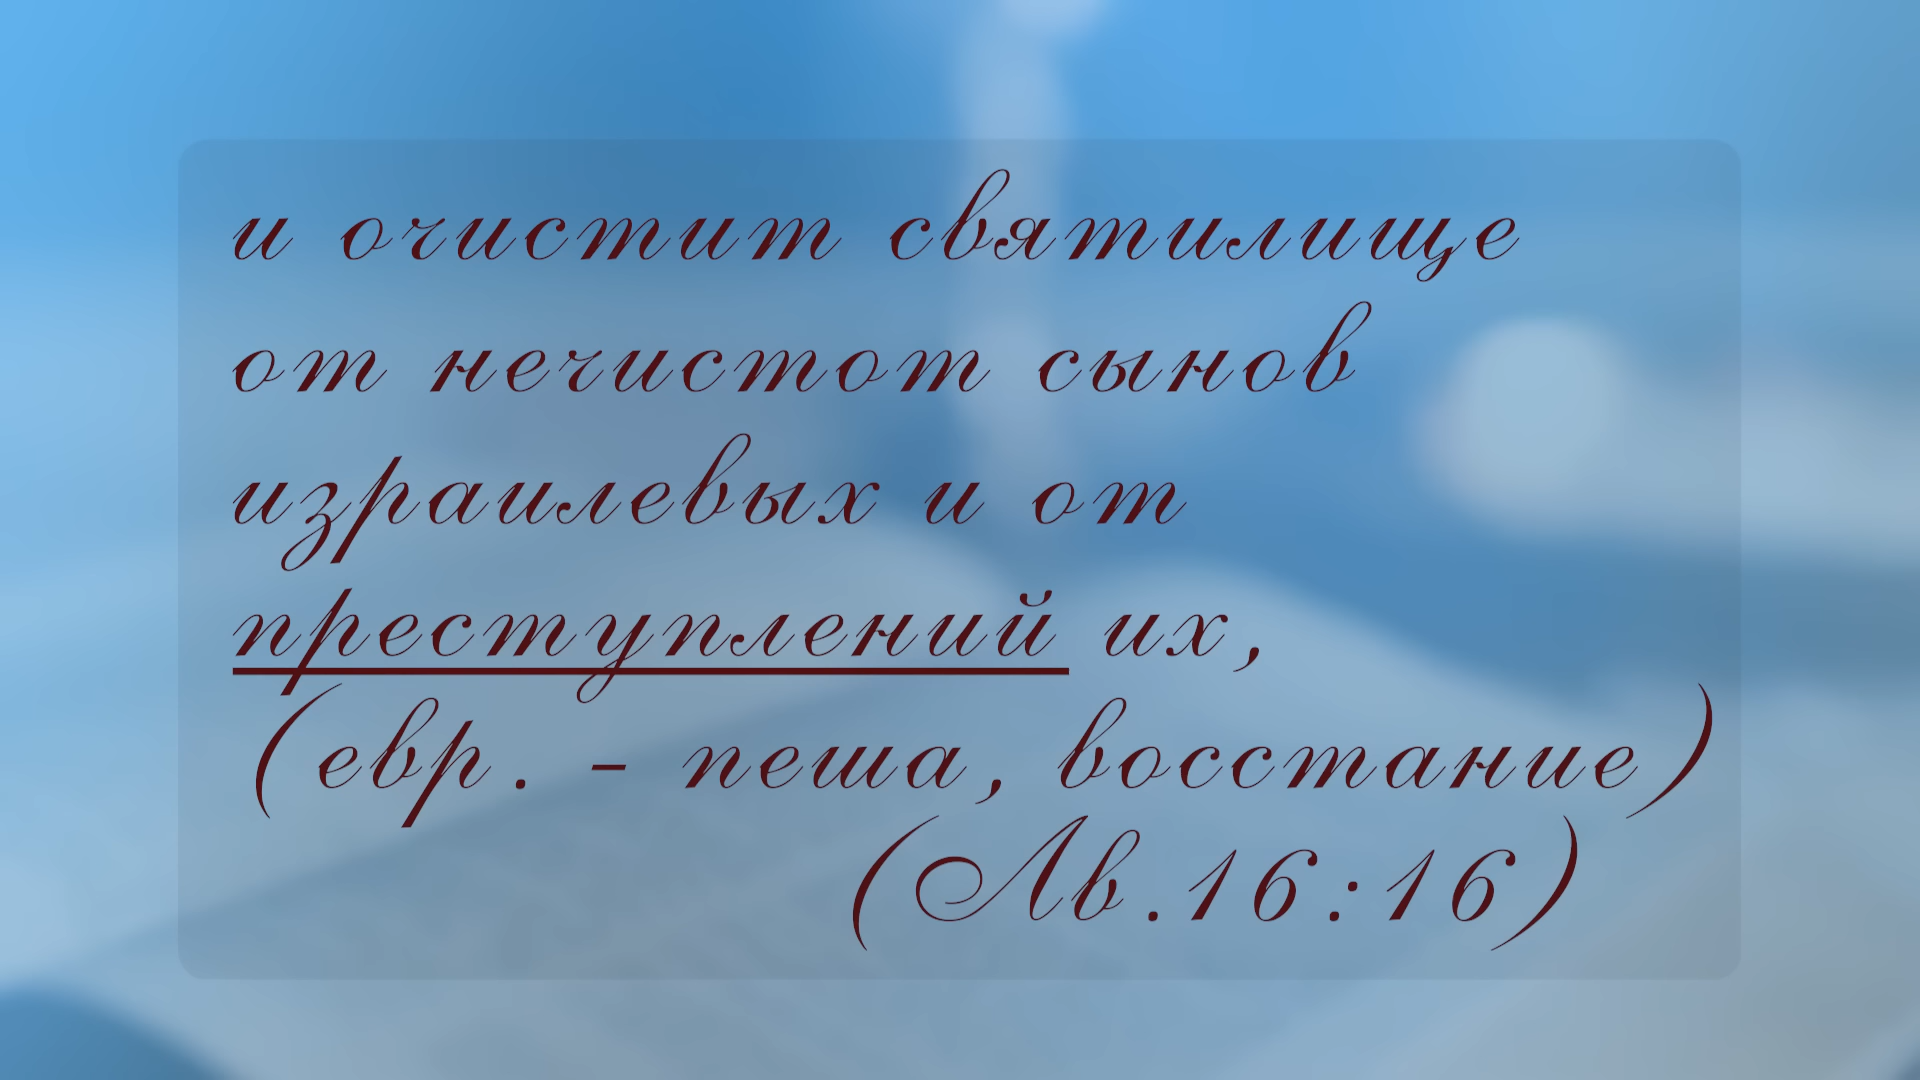 и очистит святилище
от нечистот сынов
израилевых и от
преступлений их,
(евр. - пеша, восстание)
(Лв.16:16)